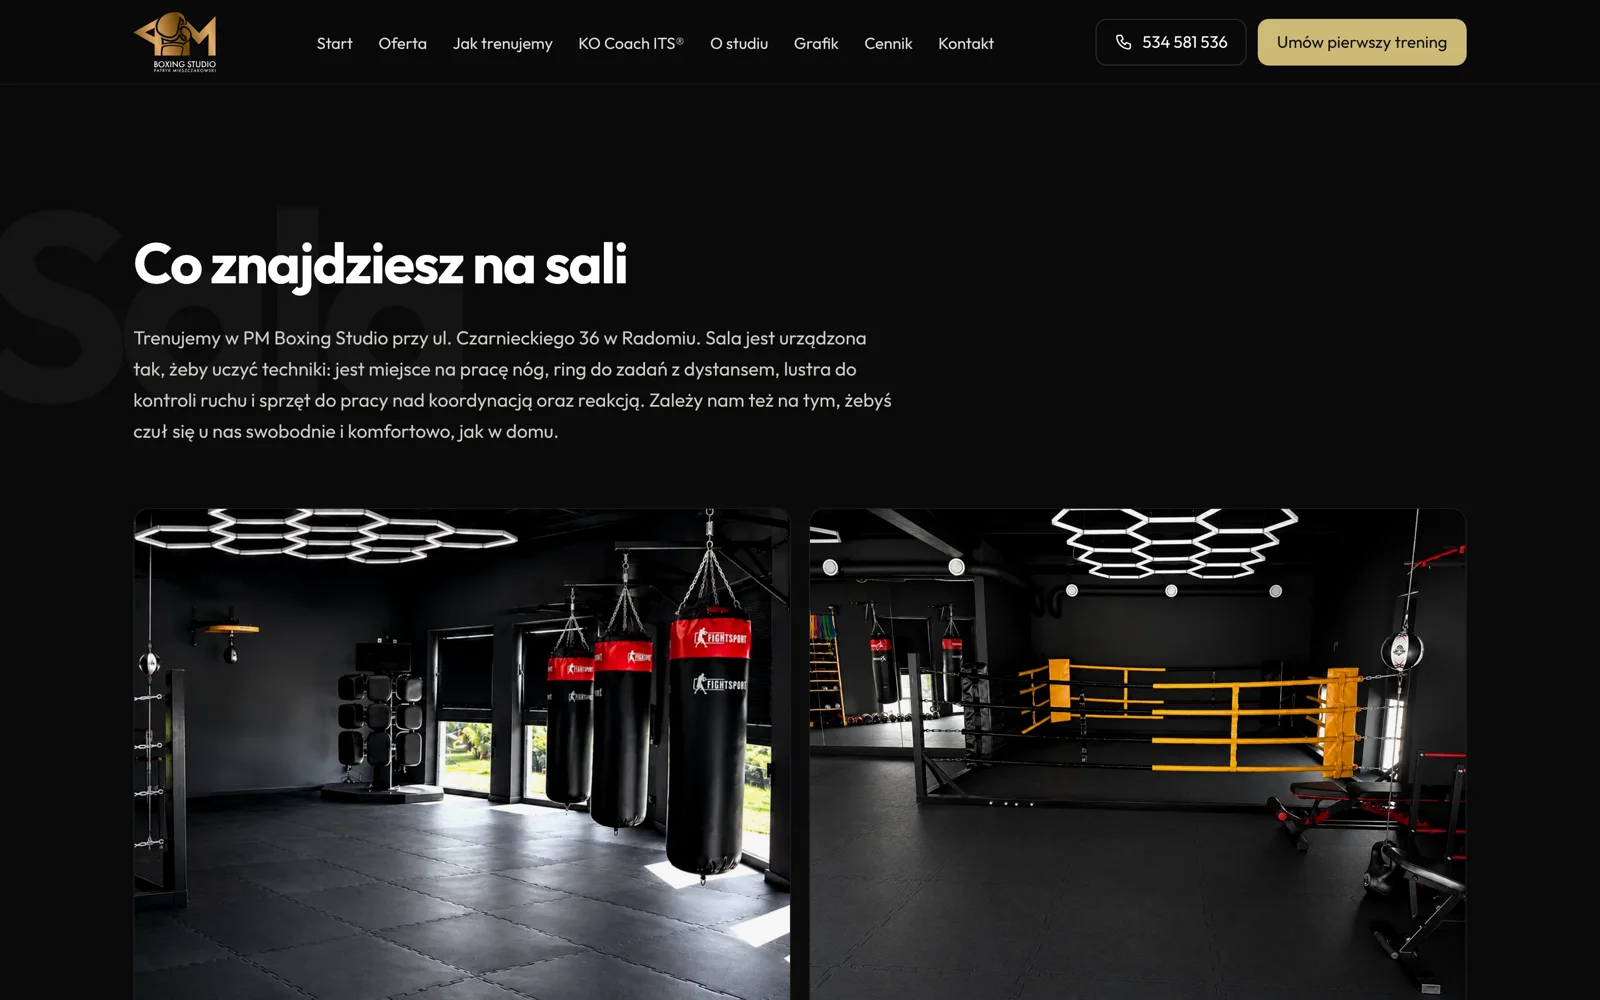 BOXING STUDIO
PATRYK MIESZCZAKOWSKI
Start
Oferta
Jak trenujemy
KO Coach ITS®
O studiu
Grafik
Cennik
Kontakt
534 581 536
Umów pierwszy trening
Sala
Co znajdziesz na sali
Trenujemy w PM Boxing Studio przy ul. Czarnieckiego 36 w Radomiu. Sala jest urządzona
tak, żeby uczyć techniki: jest miejsce na pracę nóg, ring do zadań z dystansem, lustra do
kontroli ruchu i sprzęt do pracy nad koordynacją oraz reakcją. Zależy nam też na tym, żebyś
czuł się u nas swobodnie i komfortowo, jak w domu.
FIGHTSPORT
FIGHTSPORT
FIGHTSPORT
FIGHTSPORT